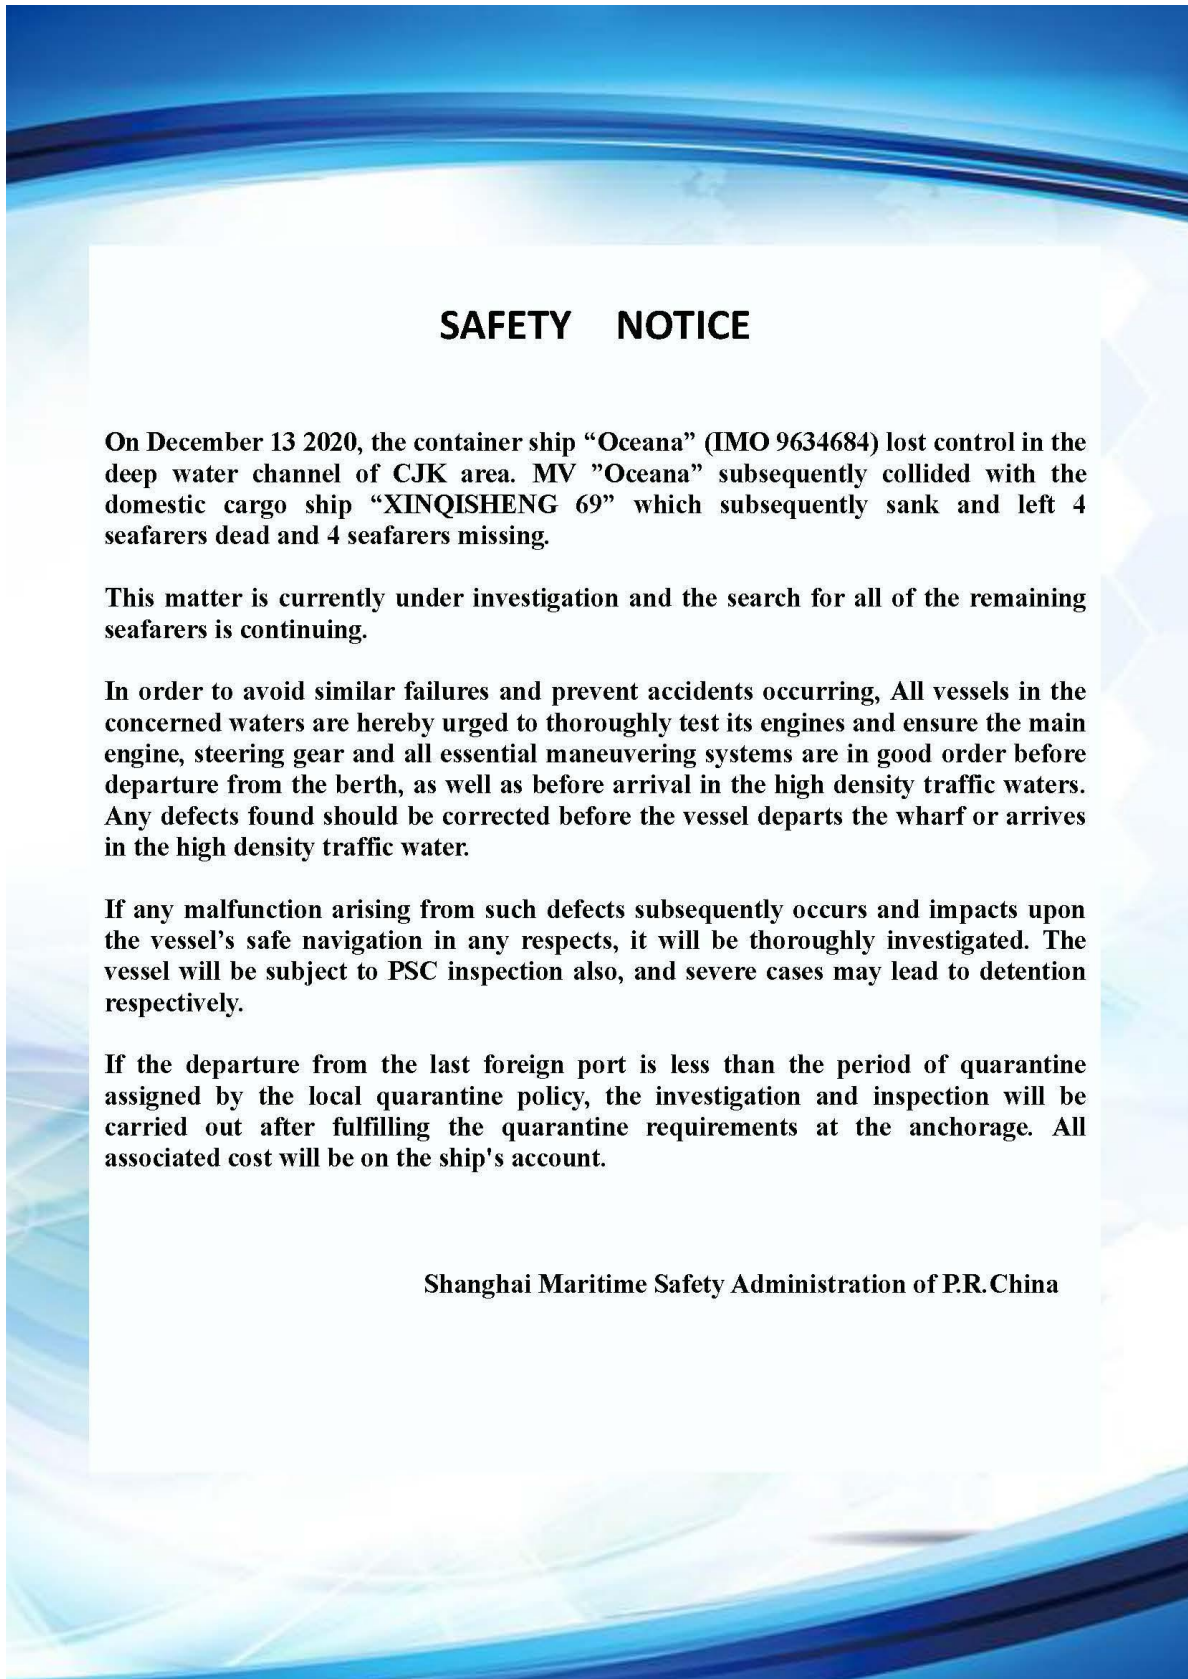 SAFETY NOTICE
On December 13 2020, the container ship “Oceana” (IMO 9634684) lost control in the
deep water channel of CJK area. MV ”Oceana” subsequently collided with the
domestic cargo ship “XINQISHENG 69” which subsequently sank and left 4
seafarers dead and 4 seafarers missing.
This matter is currently under investigation and the search for all of the remaining
seafarers is continuing.
In order to avoid similar failures and prevent accidents occurring, All vessels in the
concerned waters are hereby urged to thoroughly test its engines and ensure the main
engine, steering gear and all essential maneuvering systems are in good order before
departure from the berth, as well as before arrival in the high density traffic waters.
Any defects found should be corrected before the vessel departs the wharf or arrives
in the high density traffic water.
If any malfunction arising from such defects subsequently occurs and impacts upon
the vessel’s safe navigation in any respects, it will be thoroughly investigated. The
vessel will be subject to PSC inspection also, and severe cases may lead to detention
respectively.
If the departure from the last foreign port is less than the period of quarantine
assigned by the local quarantine policy, the investigation and inspection will be
carried out after fulfilling the quarantine requirements at the anchorage. All
associated cost will be on the ship's account.
Shanghai Maritime Safety Administration of P.R.China